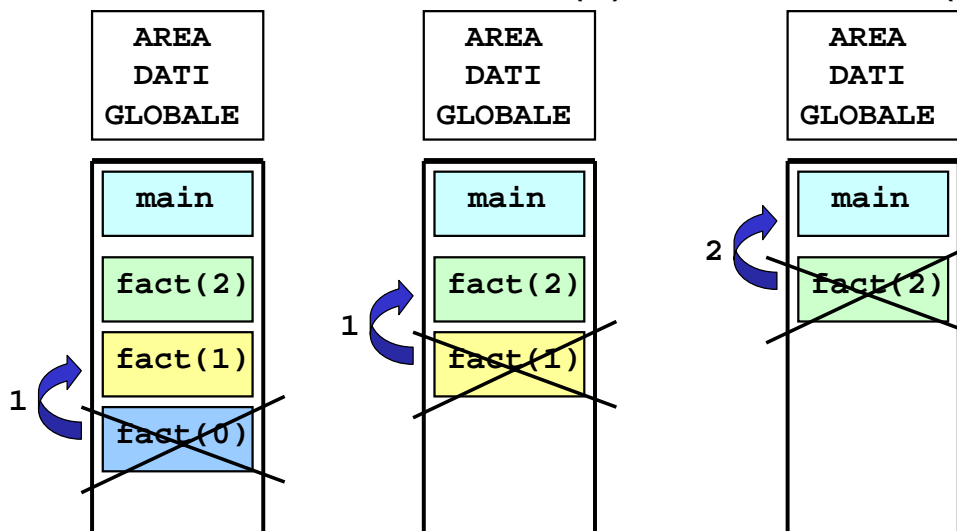 AREA
DATI
GLOBALE
main
fact(2)
fact(1)
1
fact(0)
AREA
DATI
GLOBALE
main
fact(2)
1
fact(1)
AREA
DATI
GLOBALE
main
2
fact(2)